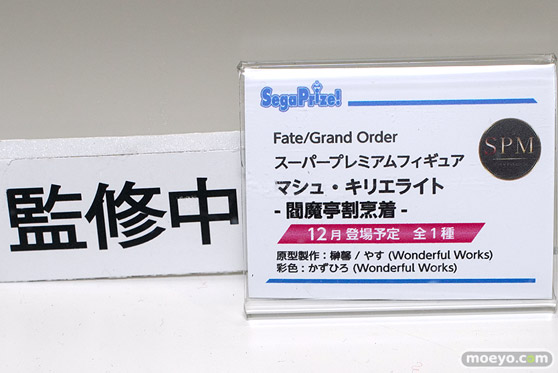 監修中
SegaPrize!
Fate/Grand Order
スーパープレミアムフィギュア
マシュ・キリエライト
- 閻魔亭割烹着 -
12月 登場予定 全1種
原型製作：榊馨 / やす (Wonderful Works)
彩色：かずひろ (Wonderful Works)
SPM
moeyo.com